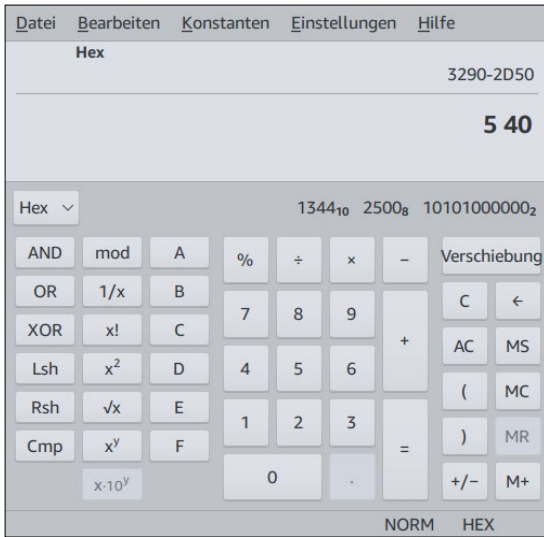 Datei Bearbeiten Konstanten Einstellungen Hilfe
Hex
3290-2D50
5 40
Hex 1344₁₀ 2500₈ 10101000000₂
AND mod A % ÷ × − Verschiebung
OR 1/x B 7 8 9 + C ←
XOR x! C AC MS
Lsh x² D 4 5 6 ( MC
Rsh √x E 1 2 3 = ) MR
Cmp xʸ F
x·10ʸ 0 . +/− M+
NORM HEX